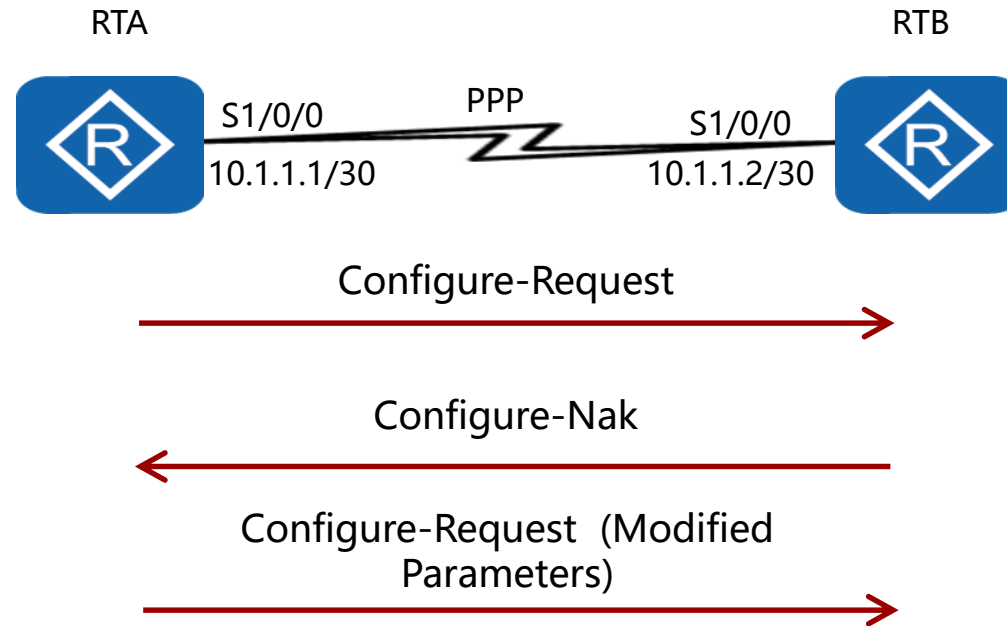 RTA
RTB
R
R
S1/0/0
PPP
S1/0/0
10.1.1.1/30
10.1.1.2/30
Configure-Request
Configure-Nak
Configure-Request (Modified
Parameters)